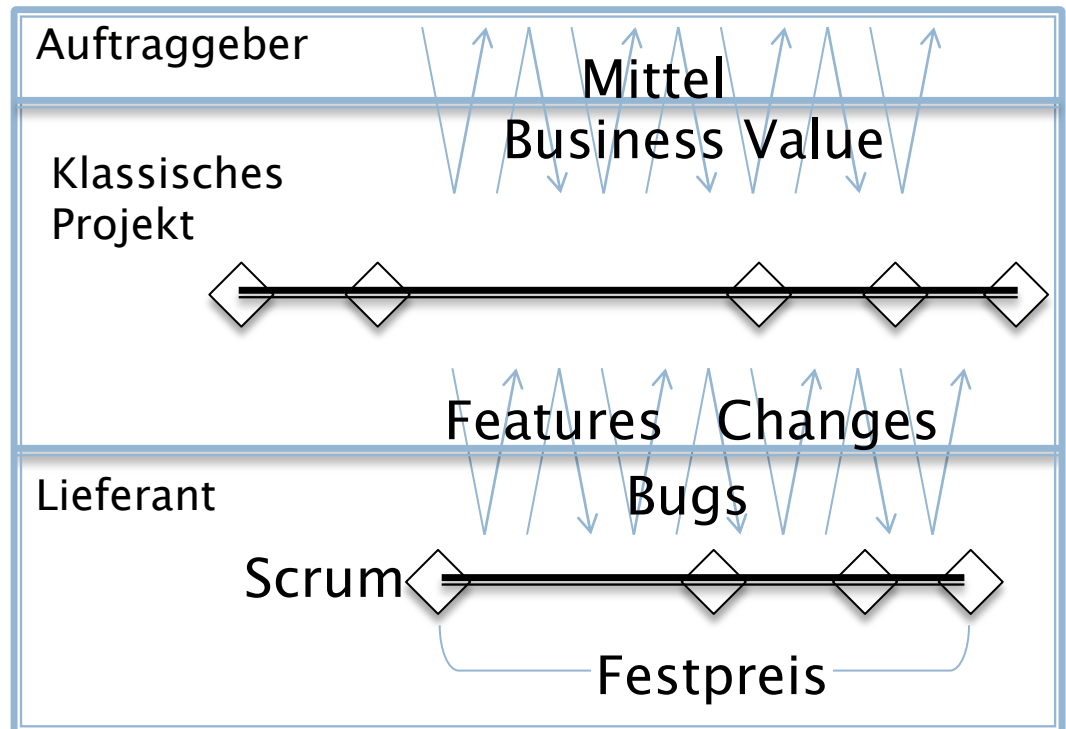 Auftraggeber
Mittel
Business Value
Klassisches
Projekt
Features Changes
Lieferant
Bugs
Scrum
Festpreis